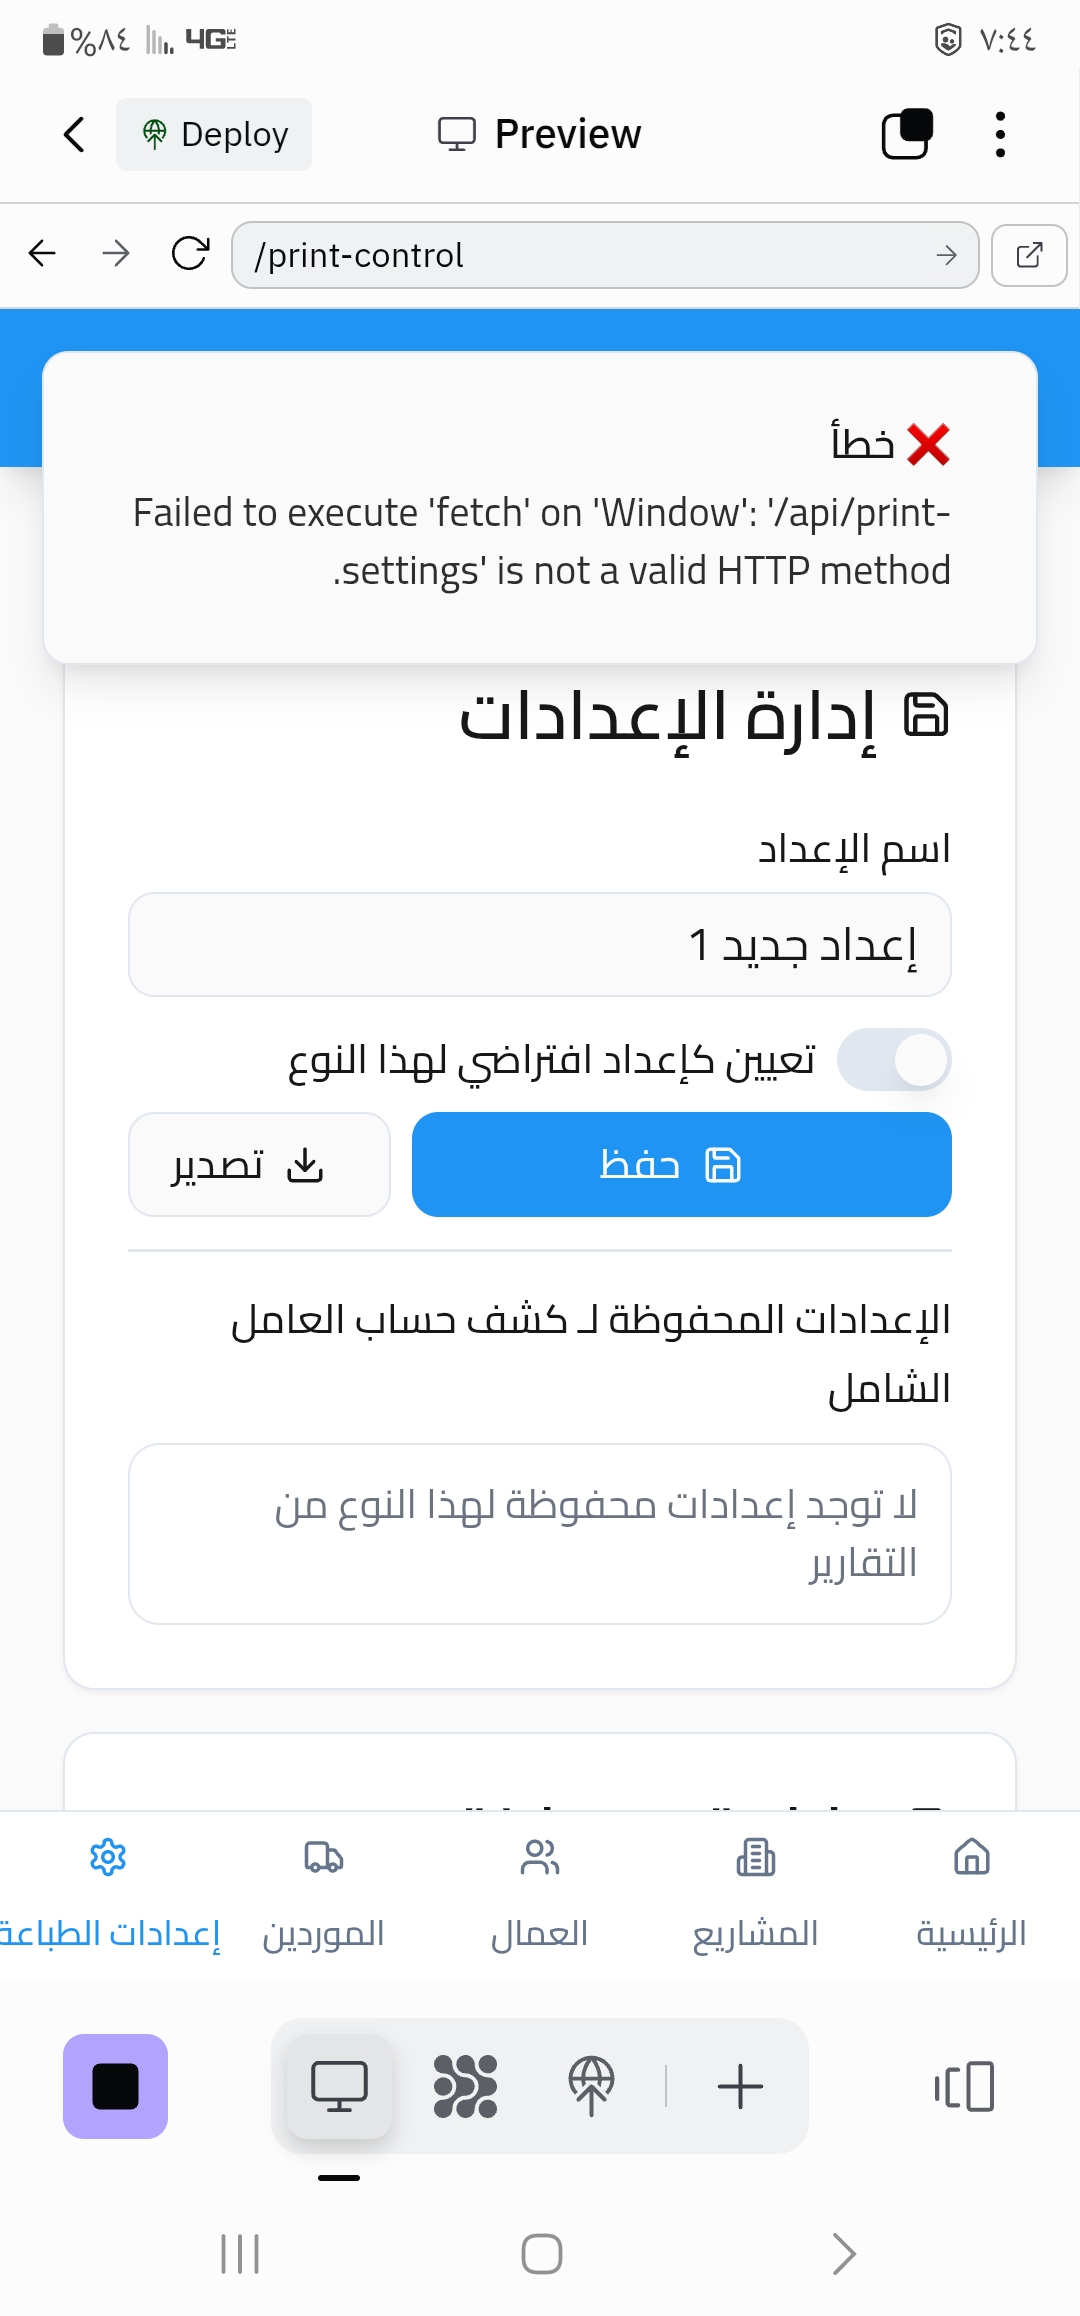 %٨٤ 4G LTE ٧:٤٤
Deploy Preview
/print-control
❌ خطأ
Failed to execute 'fetch' on 'Window': '/api/print-
settings' is not a valid HTTP method.
إدارة الإعدادات
اسم الإعداد
إعداد جديد 1
تعيين كإعداد افتراضي لهذا النوع
حفظ تصدير
الإعدادات المحفوظة لـ كشف حساب العامل
الشامل
لا توجد إعدادات محفوظة لهذا النوع من
التقارير
الرئيسية المشاريع العمال الموردين إعدادات الطباعة